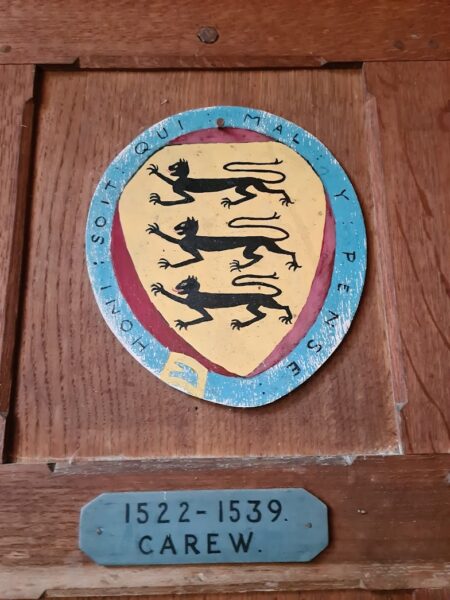 HONI : SOIT : QUI : MAL : Y : PENSE :
1522-1539.
CAREW.